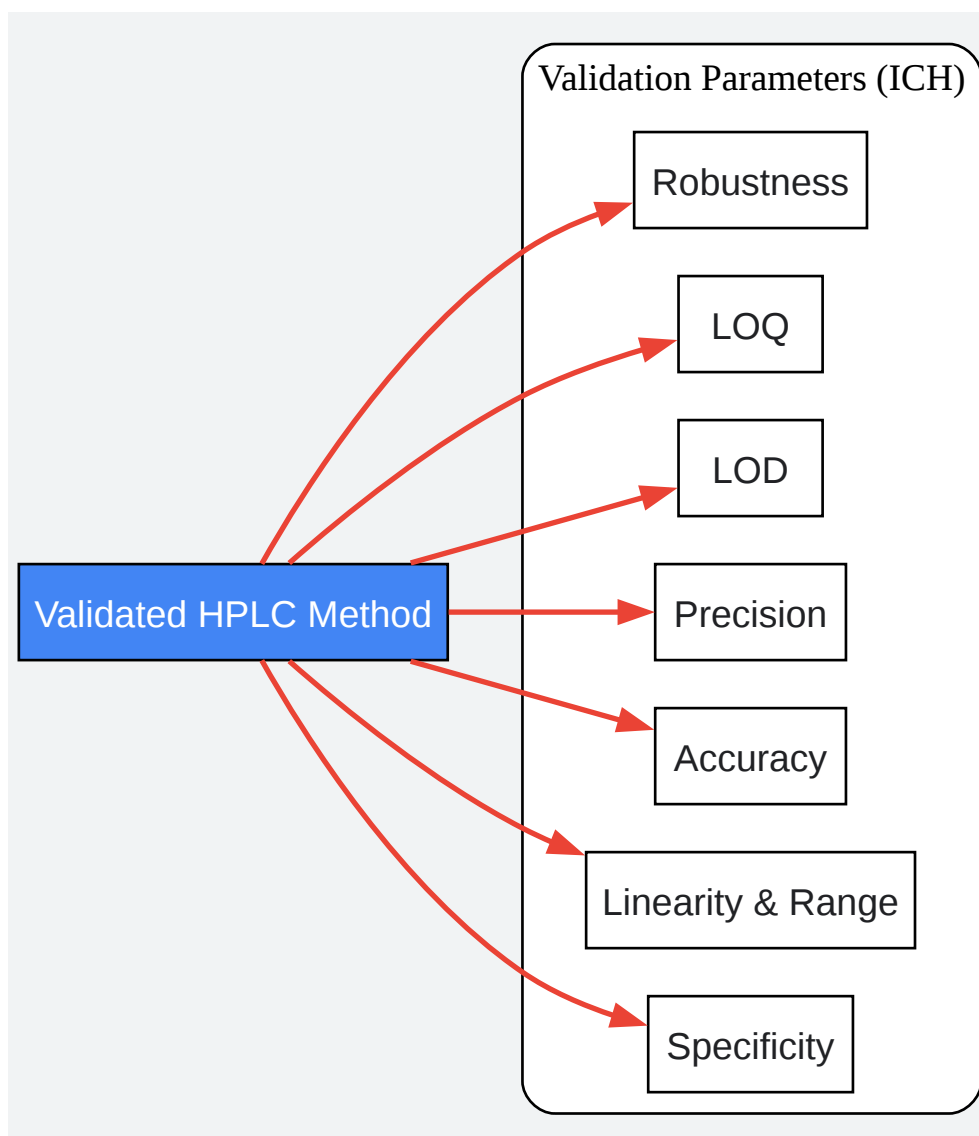 Validation Parameters (ICH)
Robustness
LOQ
LOD
Validated HPLC Method
Precision
Accuracy
Linearity & Range
Specificity